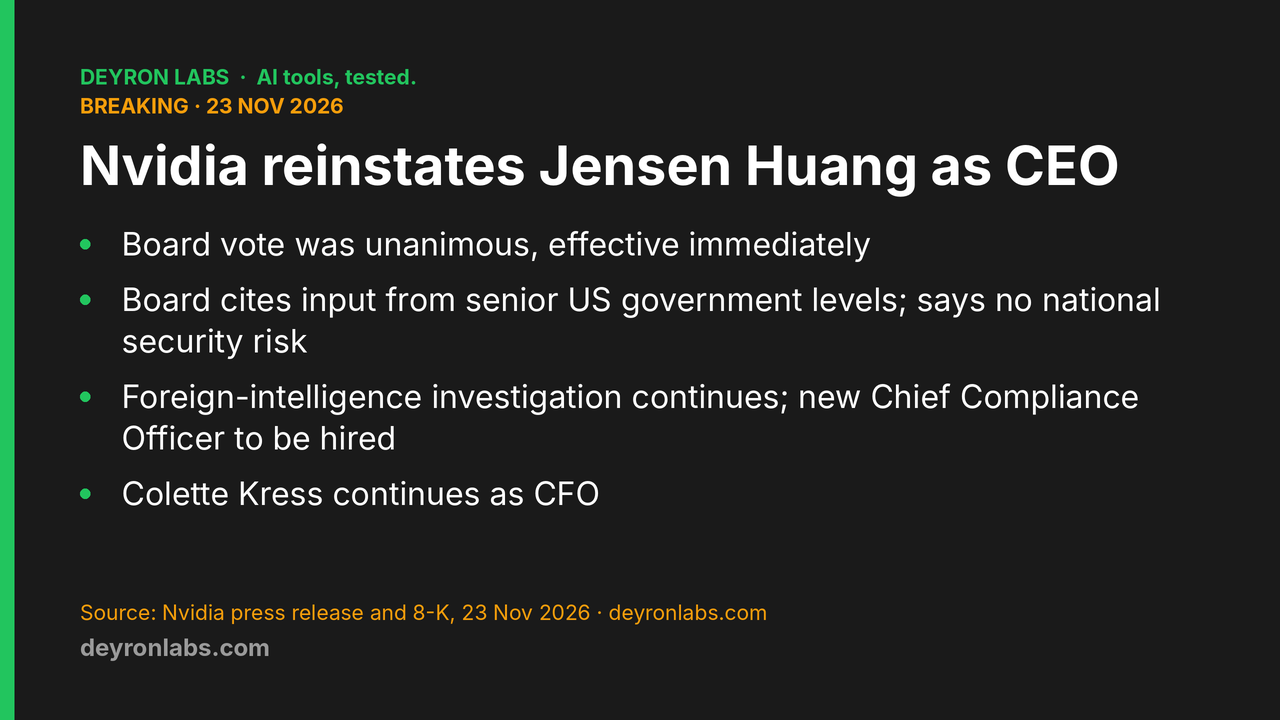 DEYRON LABS · AI tools, tested.
BREAKING · 23 NOV 2026
Nvidia reinstates Jensen Huang as CEO
• Board vote was unanimous, effective immediately
• Board cites input from senior US government levels; says no national
security risk
• Foreign-intelligence investigation continues; new Chief Compliance
Officer to be hired
• Colette Kress continues as CFO
Source: Nvidia press release and 8-K, 23 Nov 2026 · deyronlabs.com
deyronlabs.com